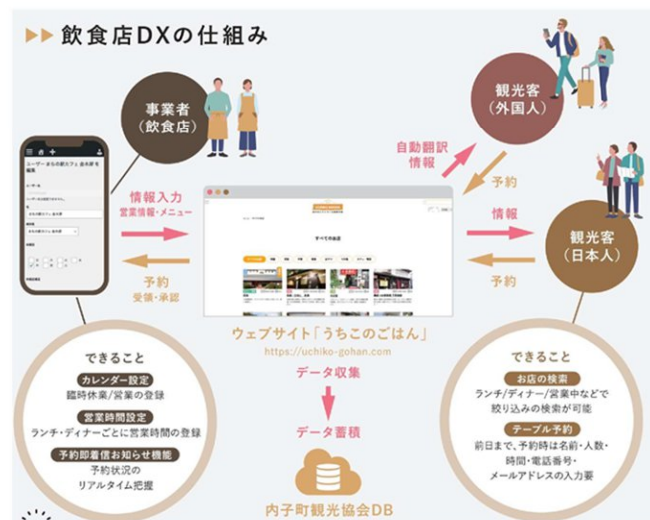 飲食店DXの仕組み
事業者
(飲食店)
観光客
(外国人)
自動翻訳
情報
予約
情報入力
営業情報・メニュー
すべてのお店
情報
観光客
(日本人)
予約
予約
受領・承認
ウェブサイト「うちこのごはん」
https://uchiko-gohan.com
データ収集
データ蓄積
内子町観光協会DB
できること
カレンダー設定
臨時休業/営業の登録
営業時間設定
ランチ・ディナーごとに営業時間の登録
予約即着信お知らせ機能
予約状況の
リアルタイム把握
できること
お店の検索
ランチ/ディナー/営業中などで
絞り込みの検索が可能
テーブル予約
前日まで、予約時は名前・人数・
時間・電話番号・
メールアドレスの入力要